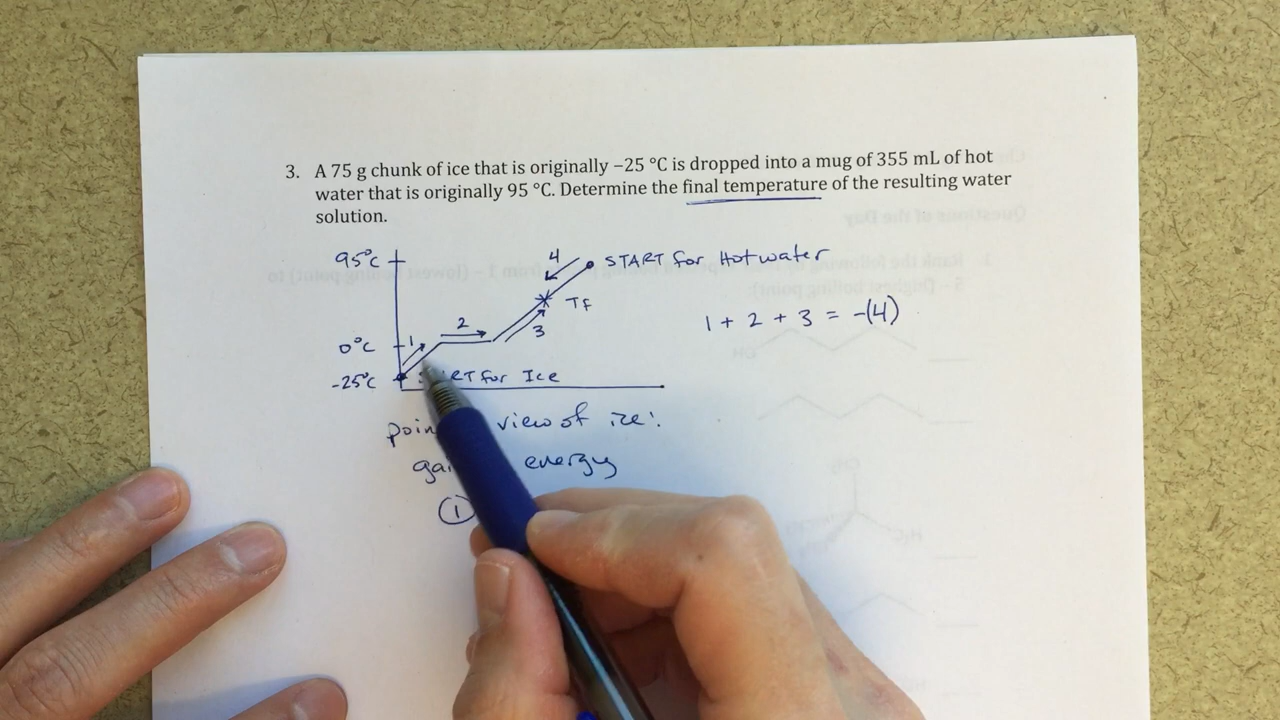 3. A 75 g chunk of ice that is originally −25 °C is dropped into a mug of 355 mL of hot
water that is originally 95 °C. Determine the final temperature of the resulting water
solution.
95°C
4
START for Hot water
TF
2
3
1 + 2 + 3 = -(4)
0°C
1
-25°C
for Ice
view of ice:
energy
①